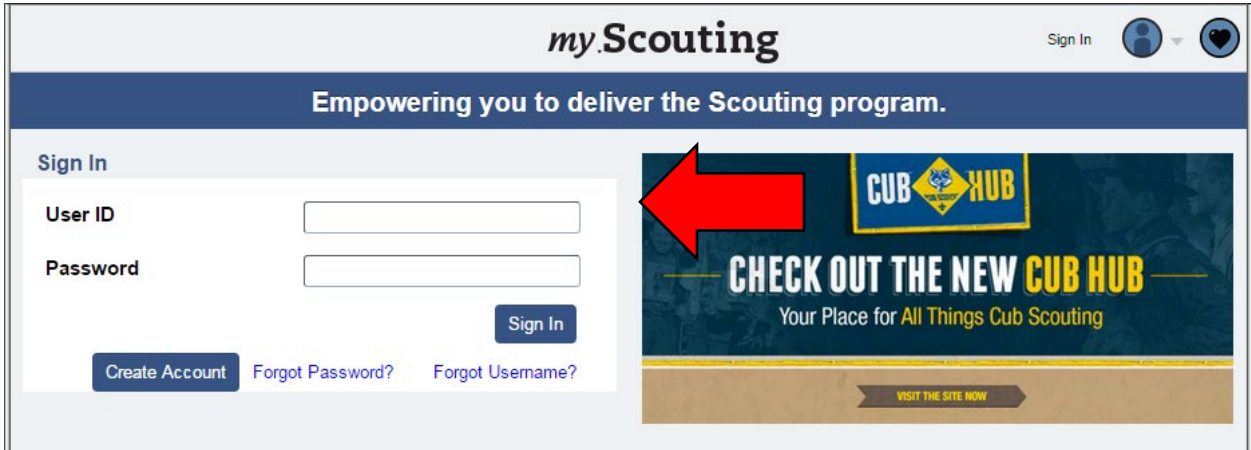 my.Scouting
Sign In
Empowering you to deliver the Scouting program.
Sign In
User ID
Password
Sign In
Create Account Forgot Password? Forgot Username?
CUB HUB
CUB SCOUTS
CHECK OUT THE NEW CUB HUB
Your Place for All Things Cub Scouting
VISIT THE SITE NOW